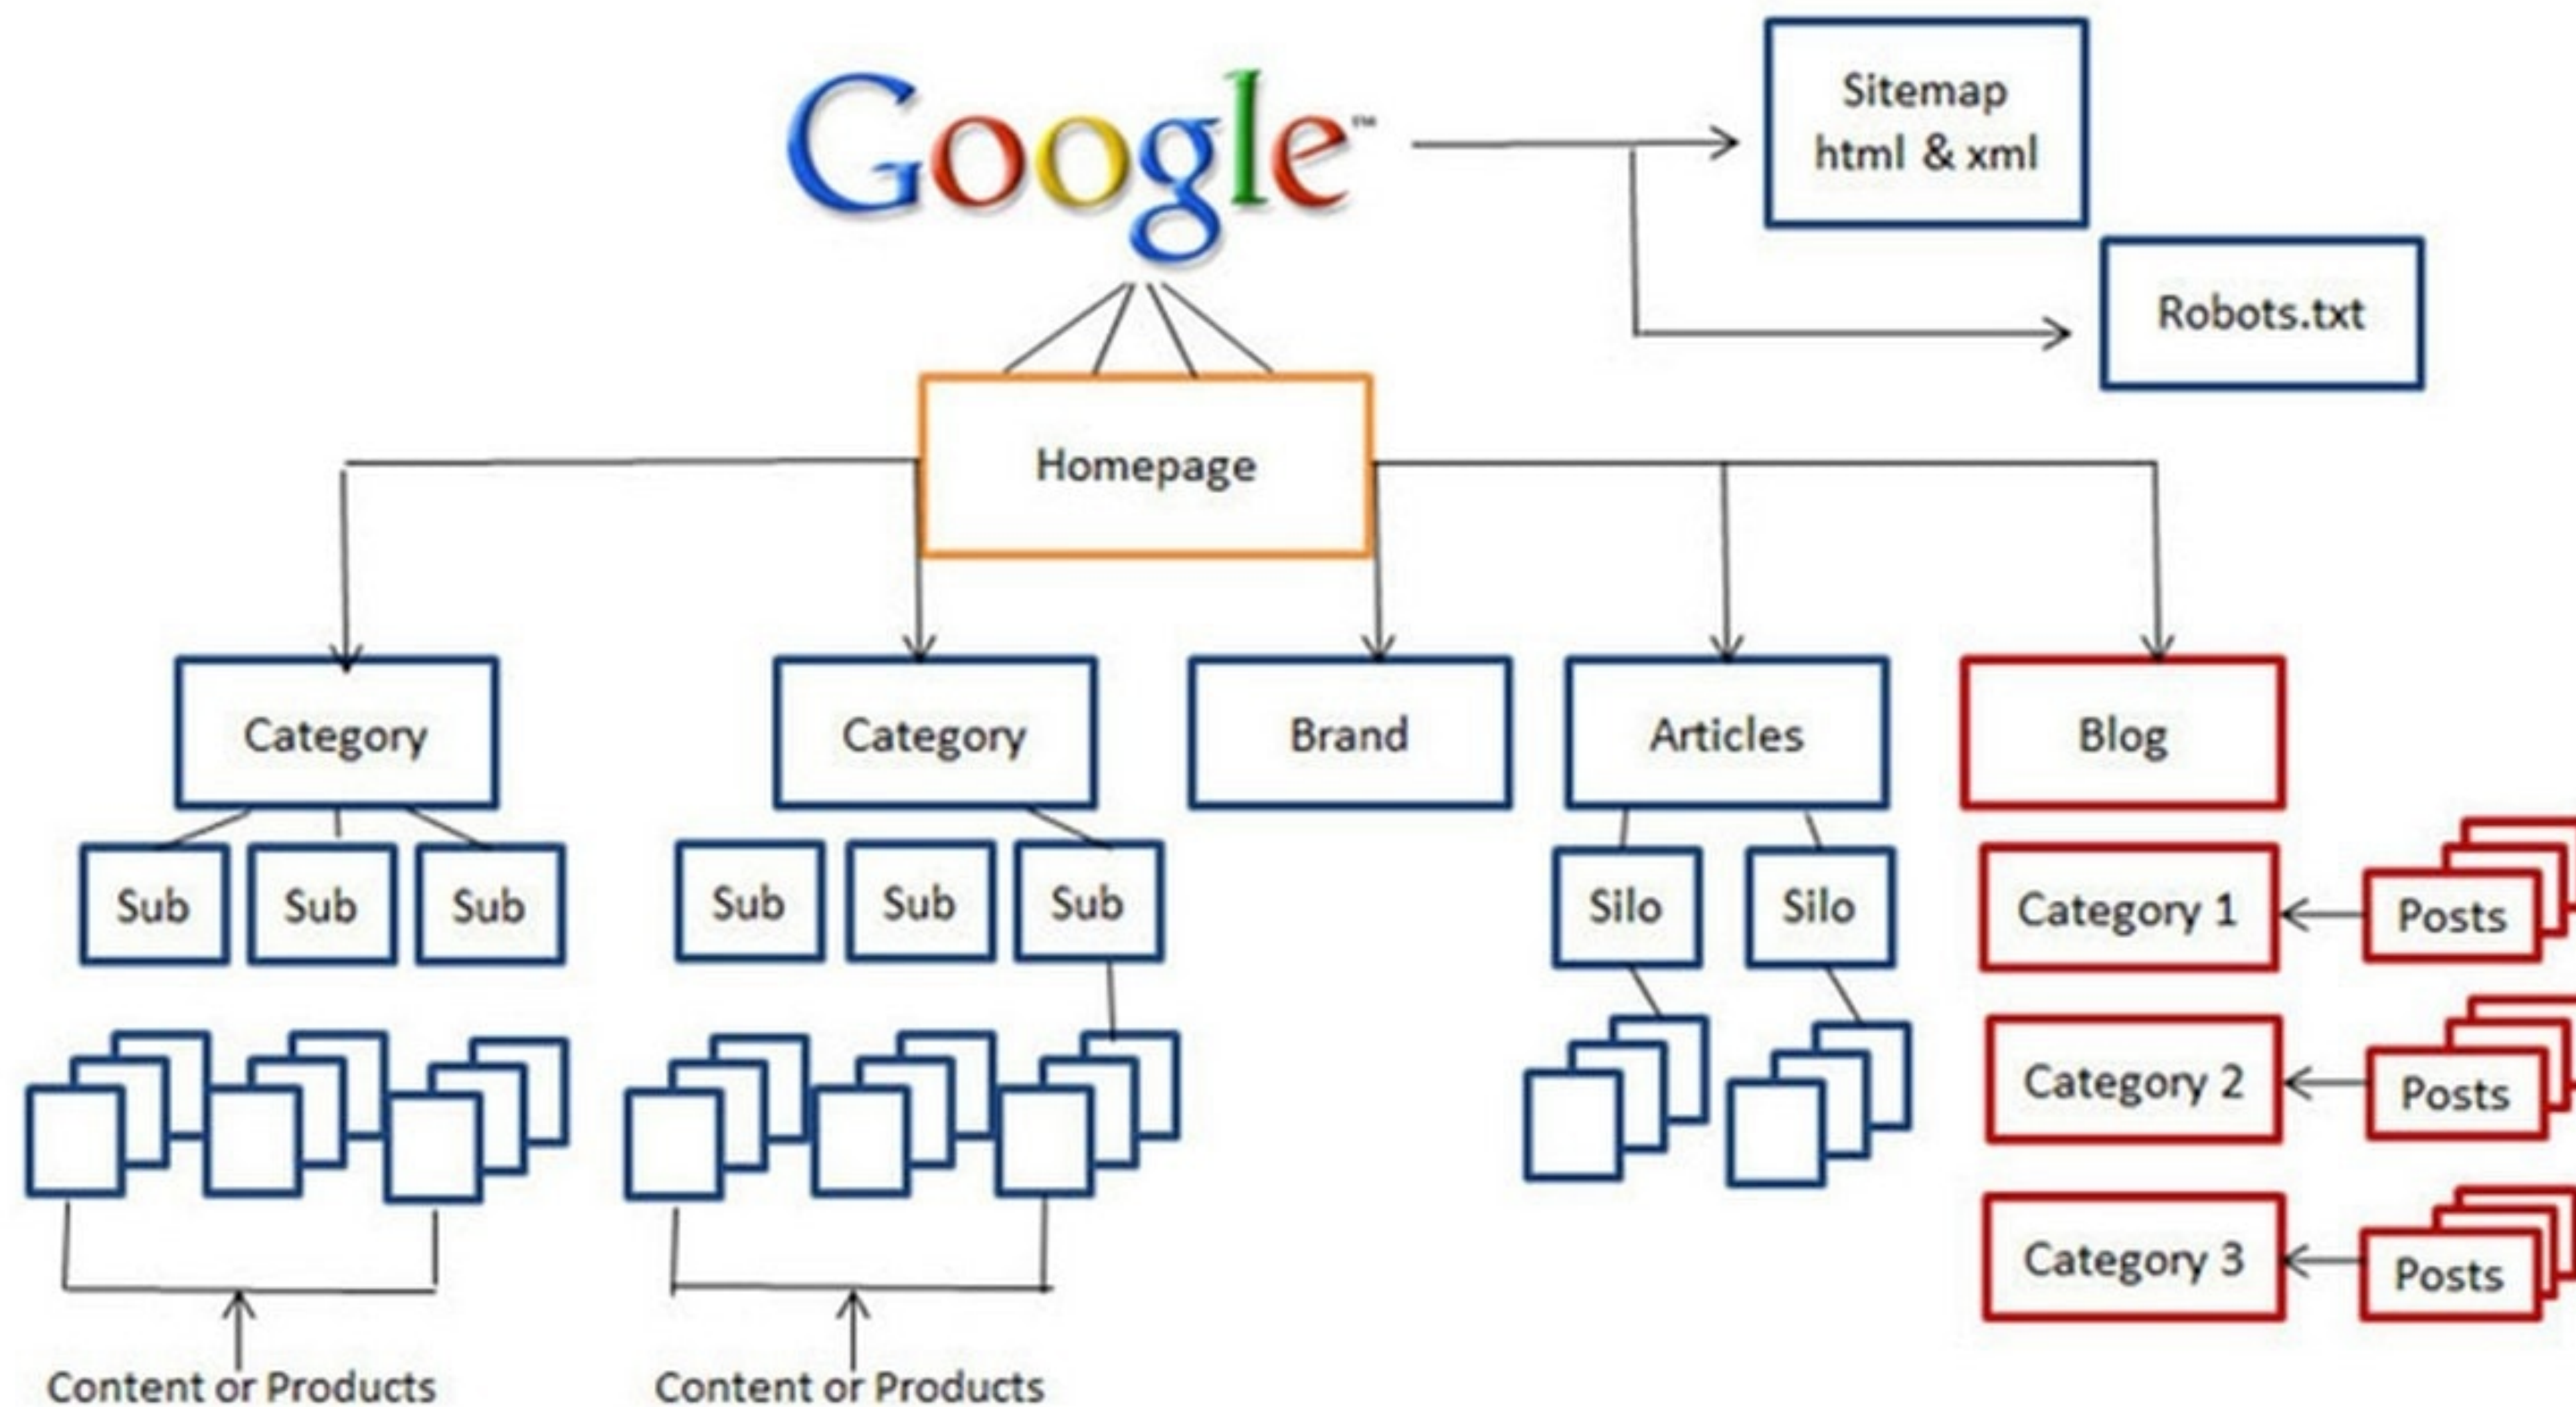 Google™
Sitemap
html & xml
Robots.txt
Homepage
Category
Category
Brand
Articles
Blog
Sub
Sub
Sub
Sub
Sub
Sub
Silo
Silo
Category 1
Posts
Category 2
Posts
Category 3
Posts
Content or Products
Content or Products